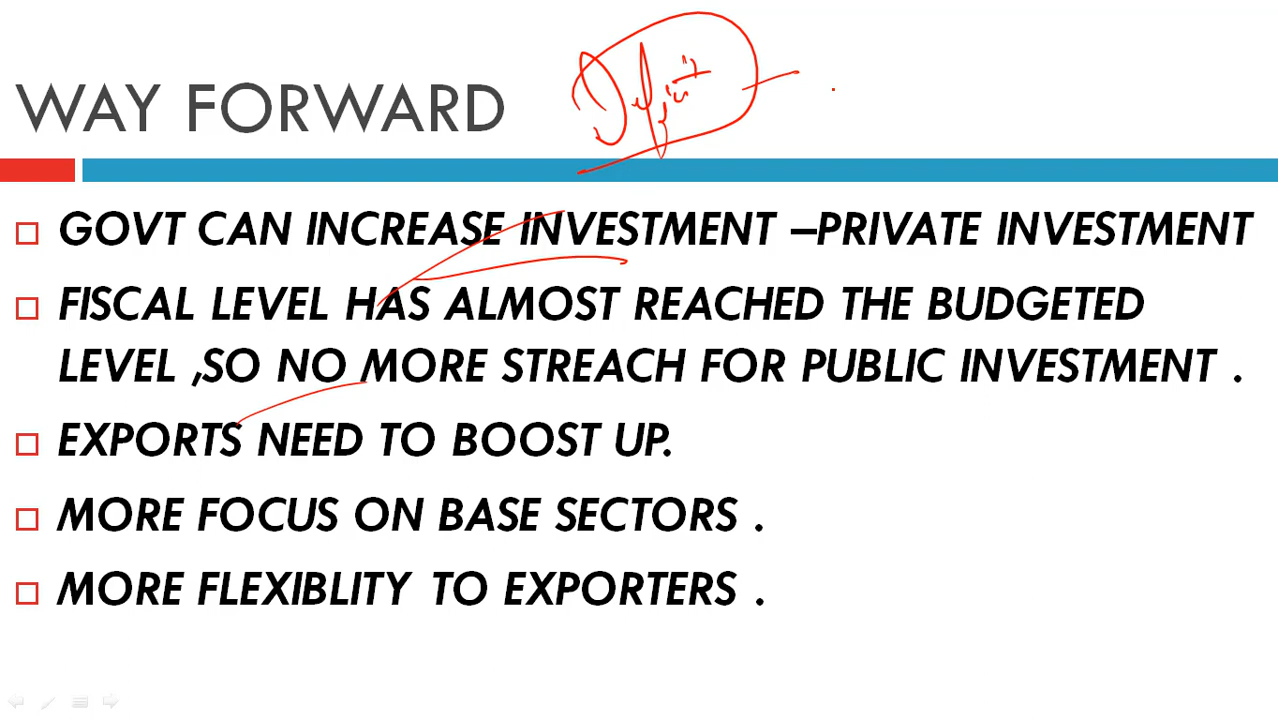 WAY FORWARD
Deficit
GOVT CAN INCREASE INVESTMENT –PRIVATE INVESTMENT
FISCAL LEVEL HAS ALMOST REACHED THE BUDGETED
LEVEL ,SO NO MORE STREACH FOR PUBLIC INVESTMENT .
EXPORTS NEED TO BOOST UP.
MORE FOCUS ON BASE SECTORS .
MORE FLEXIBLITY TO EXPORTERS .